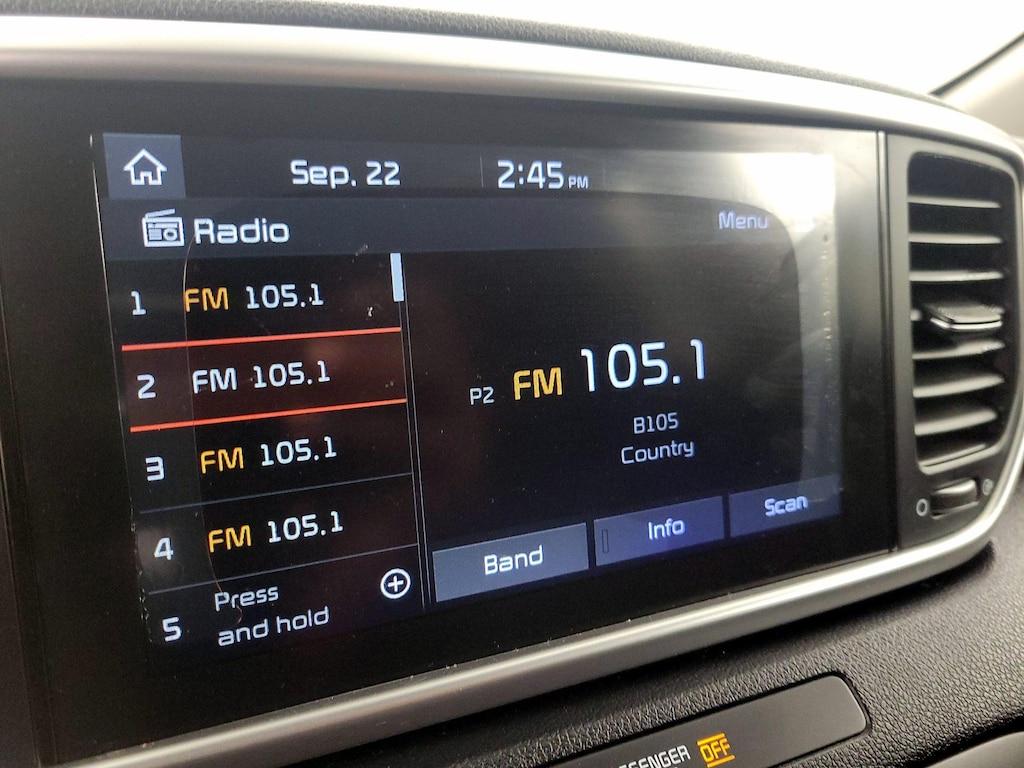 Sep. 22 2:45 PM
Radio Menu
1 FM 105.1
2 FM 105.1
3 FM 105.1
4 FM 105.1
5 Press and hold
P2 FM 105.1
B105
Country
Band Info Scan
OFF